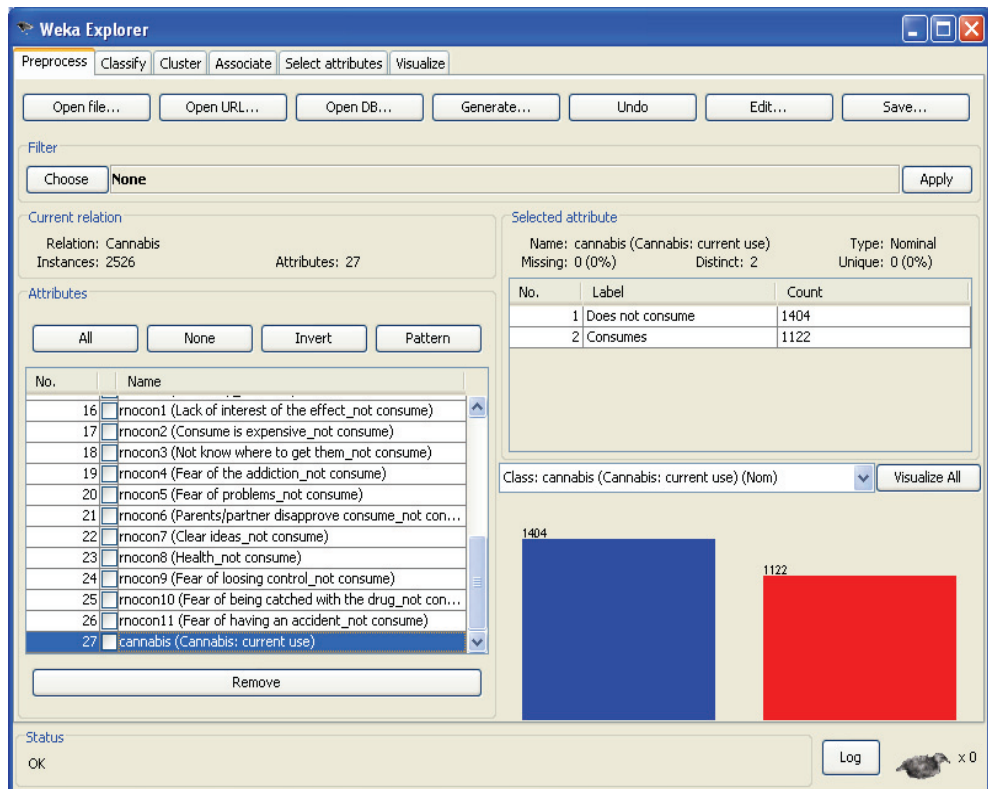 Weka Explorer
Preprocess Classify Cluster Associate Select attributes Visualize
Open file... Open URL... Open DB... Generate... Undo Edit... Save...
Filter
Choose None Apply
Current relation
Relation: Cannabis
Instances: 2526 Attributes: 27
Attributes
All None Invert Pattern
No. Name
16 rnocon1 (Lack of interest of the effect_not consume)
17 rnocon2 (Consume is expensive_not consume)
18 rnocon3 (Not know where to get them_not consume)
19 rnocon4 (Fear of the addiction_not consume)
20 rnocon5 (Fear of problems_not consume)
21 rnocon6 (Parents/partner disapprove consume_not con...
22 rnocon7 (Clear ideas_not consume)
23 rnocon8 (Health_not consume)
24 rnocon9 (Fear of loosing control_not consume)
25 rnocon10 (Fear of being catched with the drug_not con...
26 rnocon11 (Fear of having an accident_not consume)
27 cannabis (Cannabis: current use)
Remove
Selected attribute
Name: cannabis (Cannabis: current use) Type: Nominal
Missing: 0 (0%) Distinct: 2 Unique: 0 (0%)
No. Label Count
1 Does not consume 1404
2 Consumes 1122
Class: cannabis (Cannabis: current use) (Nom) Visualize All
1404
1122
Status
OK
Log x 0